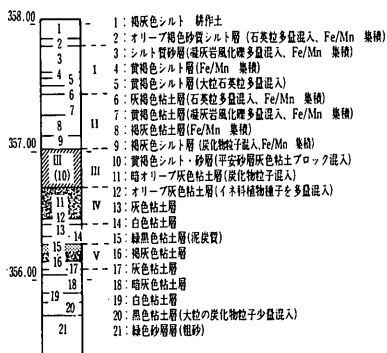 358.00
357.00
356.00
1
2
3
4
5
6
7
8
9
III
(10)
11
12
13
14
15
16
17
18
19
20
21
I
II
III
IV
V
1：褐灰色シルト 耕作土
2：オリーブ褐色砂質シルト層（石英粒多量混入、Fe/Mn 集積）
3：シルト質砂層（凝灰岩風化礫多量混入、Fe/Mn 集積）
4：黄褐色シルト層（Fe/Mn 集積）
5：黄褐色シルト層（大粒石英粒多量混入）
6：灰褐色粘土層（石英粒多量混入、Fe/Mn 集積）
7：黄褐色粘土層（凝灰岩風化礫多量混入、Fe/Mn 集積）
8：褐灰色粘土層（Fe/Mn 集積）
9：褐灰色シルト層（炭化物粒子混入、Fe/Mn 集積）
10：黄褐色シルト・砂層（平安砂層灰色粘土ブロック混入）
11：暗オリーブ灰色粘土層（炭化物粒子混入）
12：オリーブ灰色粘土層（イネ科植物種子を多量混入）
13：灰色粘土層
14：白色粘土層
15：緑黒色粘土層（泥炭質）
16：褐灰色粘土層
17：灰色粘土層
18：暗灰色粘土層
19：白色粘土層
20：黒色粘土層（大粒の炭化物粒子少量混入）
21：緑色砂層層（粗砂）